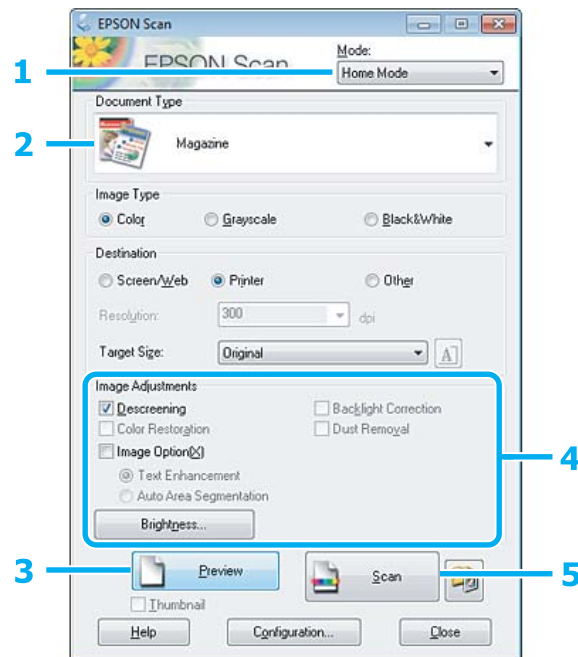 EPSON Scan
EPSON Scan
Mode:
1
Home Mode
Document Type
2
Magazine
Image Type
Color Grayscale Black&White
Destination
Screen/Web Printer Other
Resolution: 300 dpi
Target Size: Original A
Image Adjustments
Descreening Backlight Correction
Color Restoration Dust Removal
Image Option(X)
4
Text Enhancement
Auto Area Segmentation
Brightness...
3 Preview Scan 5
Thumbnail
Help Configuration... Close